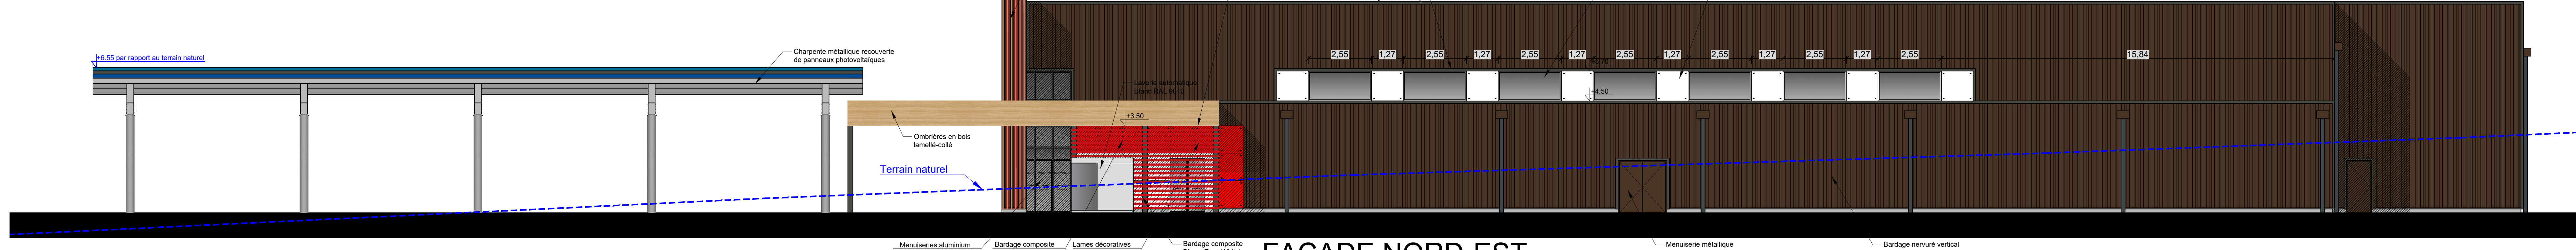 +6.55 par rapport au terrain naturel
Charpente métallique recouverte
de panneaux photovoltaïques
2,55 1,27 2,55 1,27 2,55 1,27 2,55 1,27 2,55 1,27 2,55 1,27 2,55 15,84
+5.70
Laverie automatique
Blanc RAL 9010
+4.50
+3.50
Ombrières en bois
lamellé-collé
Terrain naturel
Menuiseries aluminium
Bardage composite
Lames décoratives
Bardage composite
FACADE NORD-EST
Menuiserie métallique
Bardage nervuré vertical